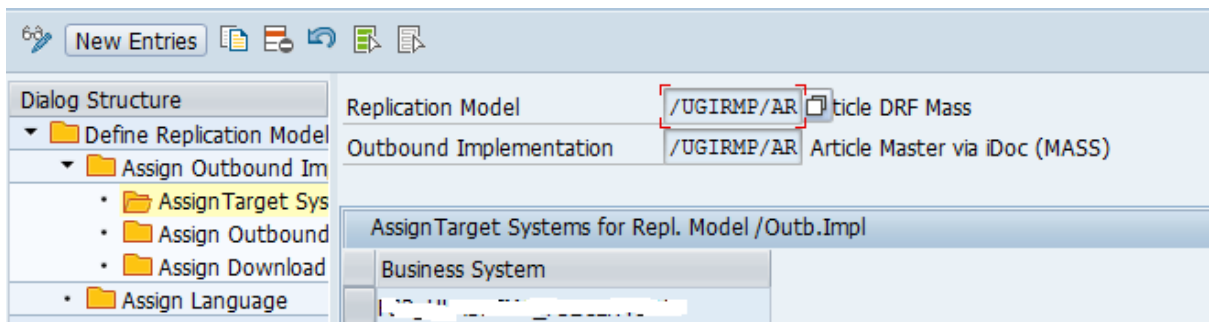 New Entries
Dialog Structure
Define Replication Model
Assign Outbound Im
AssignTarget Sys
Assign Outbound
Assign Download
Assign Language
Replication Model /UGIRMP/AR ticle DRF Mass
Outbound Implementation /UGIRMP/AR Article Master via iDoc (MASS)
AssignTarget Systems for Repl. Model /Outb.Impl
Business System